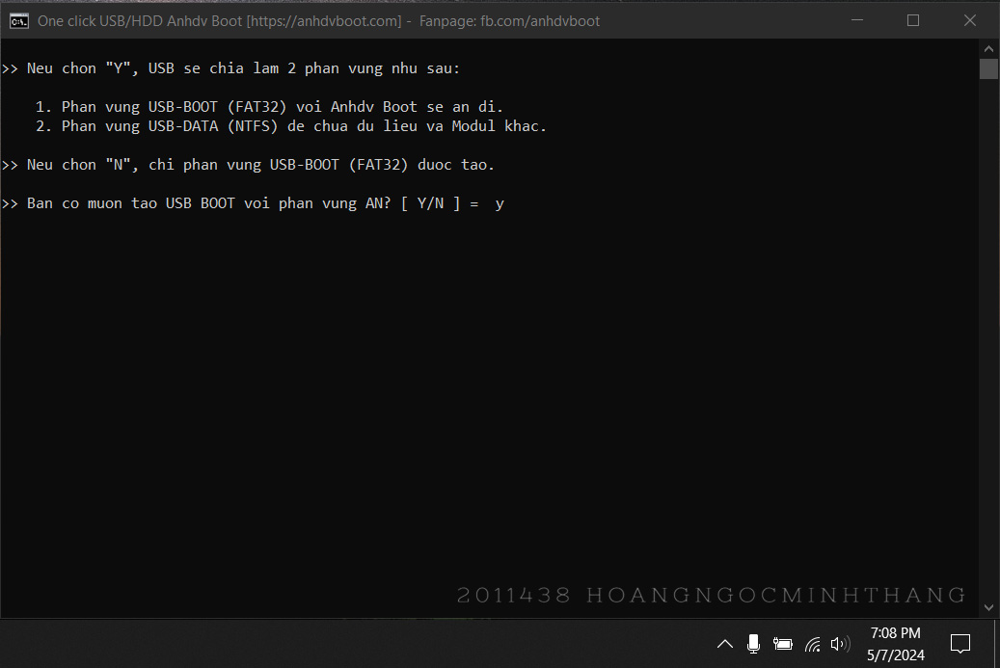 One click USB/HDD Anhdv Boot [https://anhdvboot.com] - Fanpage: fb.com/anhdvboot
>> Neu chon "Y", USB se chia lam 2 phan vung nhu sau:
1. Phan vung USB-BOOT (FAT32) voi Anhdv Boot se an di.
2. Phan vung USB-DATA (NTFS) de chua du lieu va Modul khac.
>> Neu chon "N", chi phan vung USB-BOOT (FAT32) duoc tao.
>> Ban co muon tao USB BOOT voi phan vung AN? [ Y/N ] = y
2011438 HOANGNGOCMINHTHANG
7:08 PM
5/7/2024